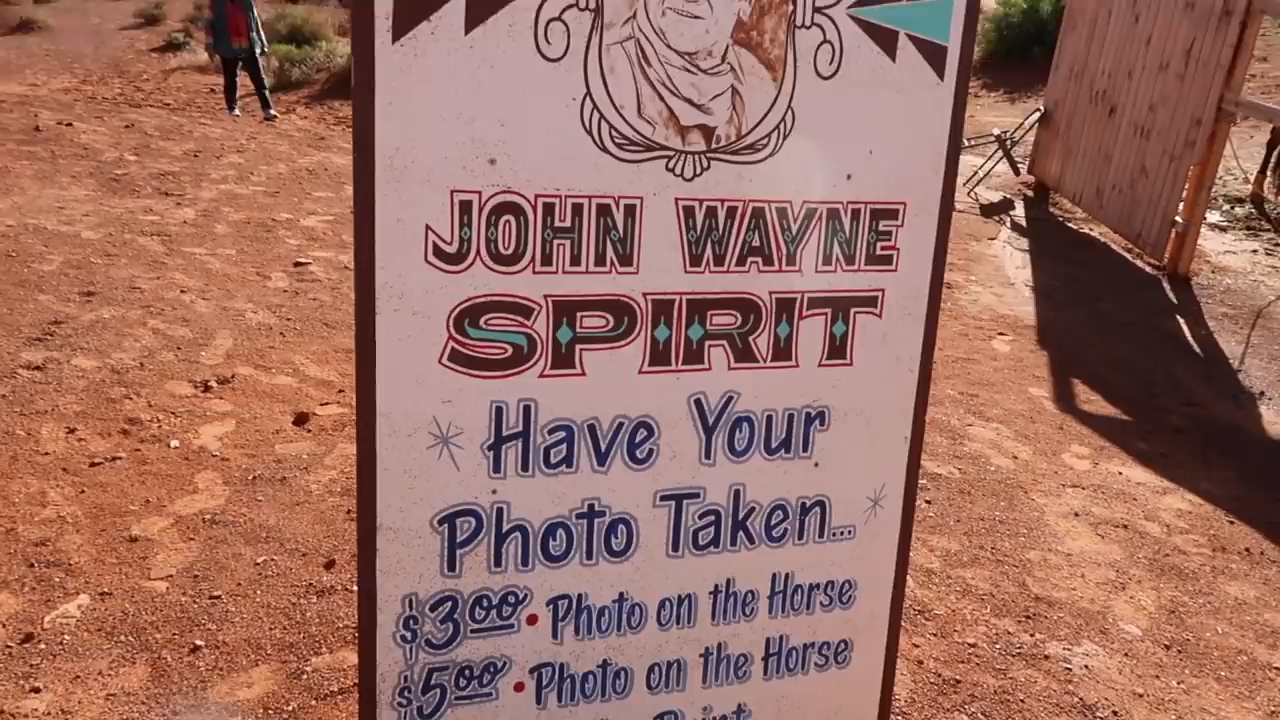 JOHN WAYNE
SPIRIT
Have Your
Photo Taken...
$3.00 • Photo on the Horse
$5.00 • Photo on the Horse
Point